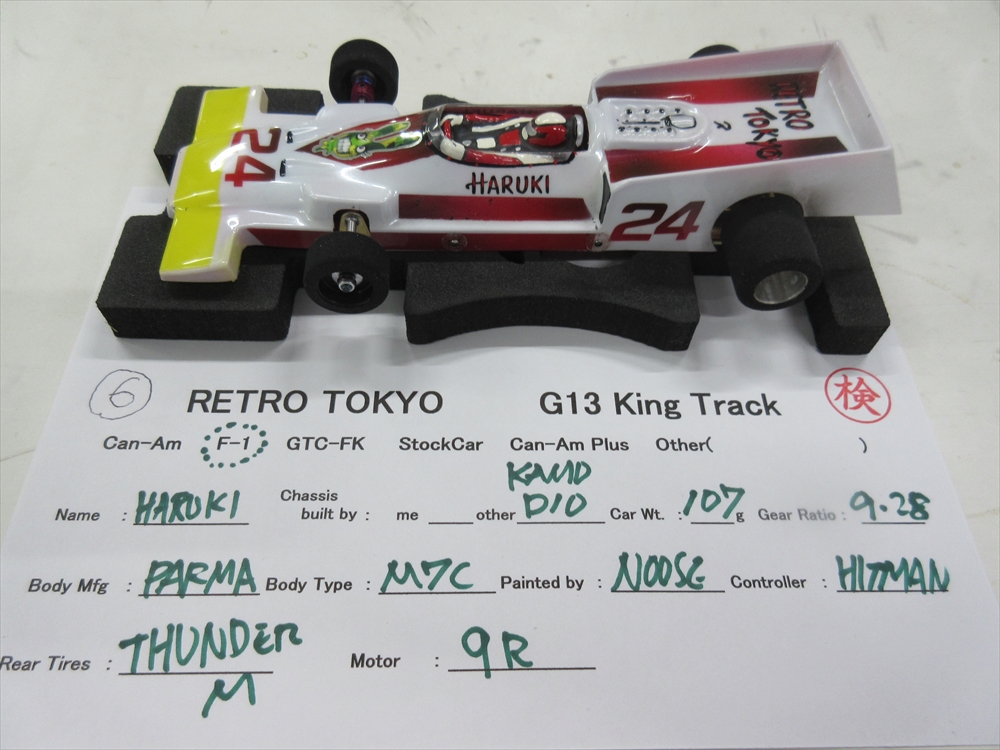 24
HARUKI
24
RETRO
TOKYO
R
6 RETRO TOKYO G13 King Track 検
Can-Am F-1 GTC-FK StockCar Can-Am Plus Other( )
Name : HARUKI Chassis built by : me ____ other KAMO DIO Car Wt. : 107 g Gear Ratio : 9.28
Body Mfg : PARMA Body Type : M7C Painted by : NOOSE Controller : HITMAN
Rear Tires : THUNDER M Motor : 9R